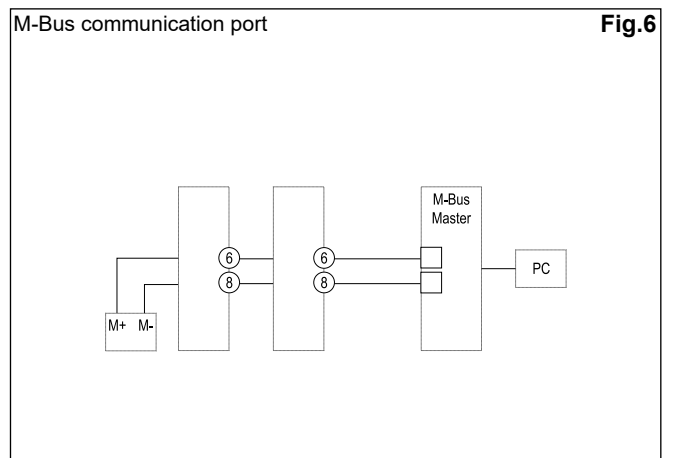 M-Bus communication port
Fig.6
M-Bus
Master
6
6
8
8
PC
M+ M-